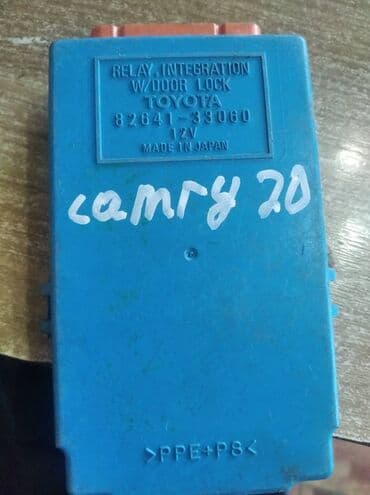 RELAY, INTEGRATION
W/DOOR LOCK
TOYOTA
82641-33060
12V
MADE IN JAPAN
camry 20
>PPE+PS<